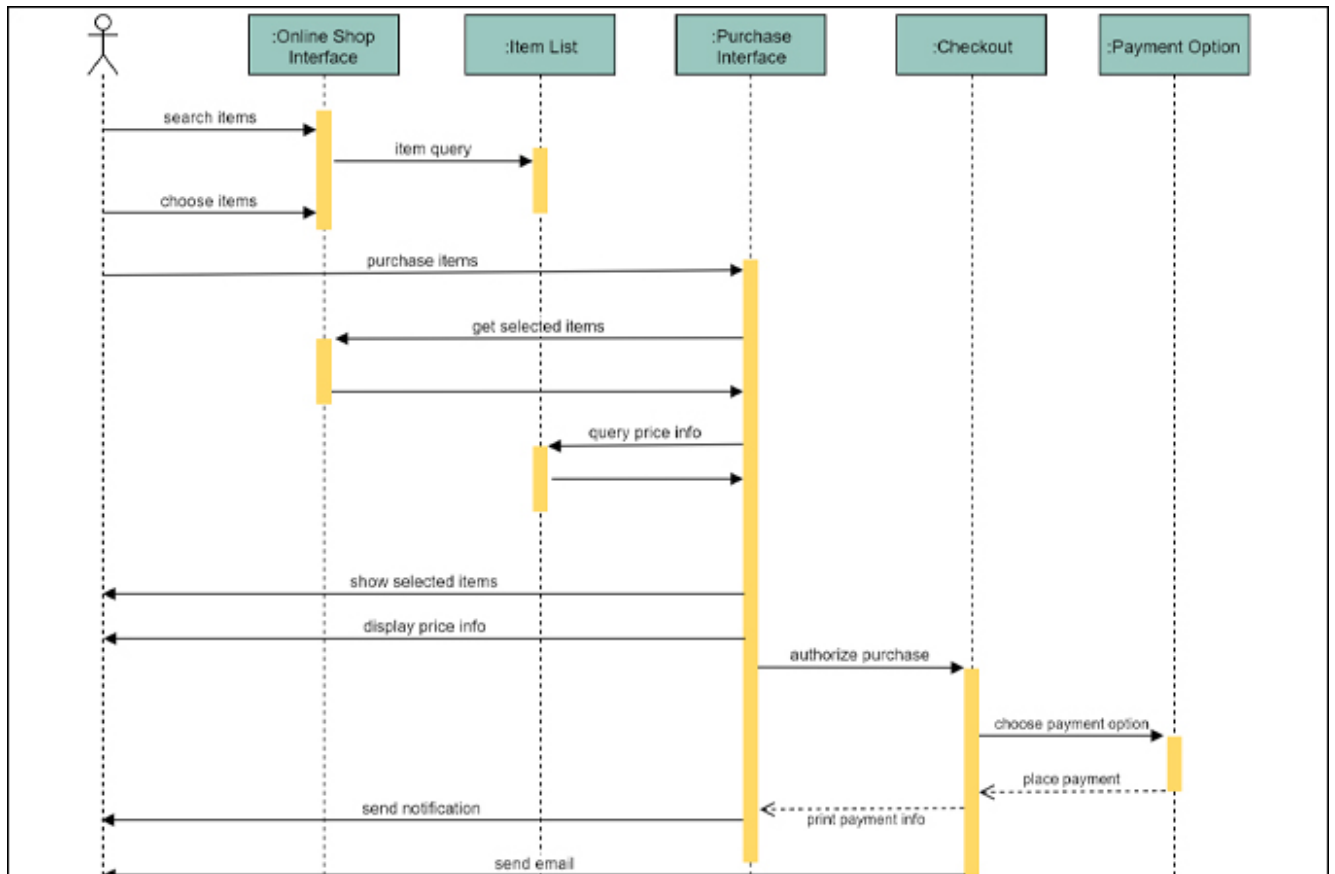 :Online Shop
Interface
:Item List
:Purchase
Interface
:Checkout
:Payment Option
search items
item query
choose items
purchase items
get selected items
query price info
show selected items
display price info
authorize purchase
choose payment option
place payment
send notification
print payment info
send email